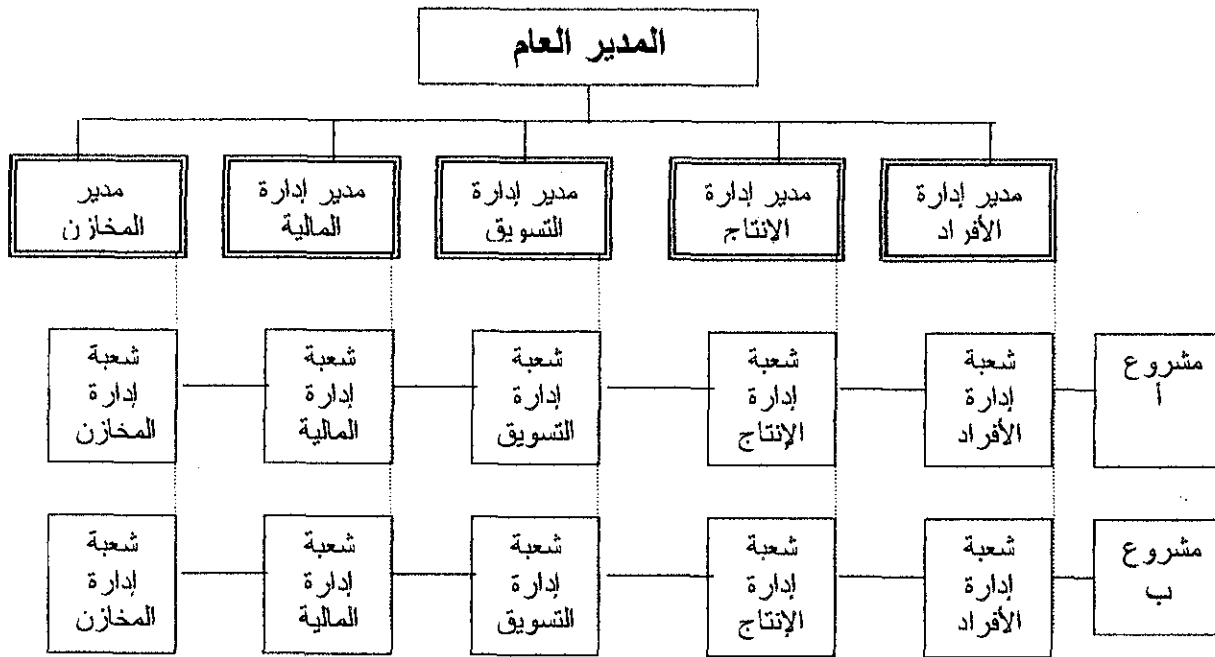 المدير العام
مدير إدارة
الأفراد
مدير إدارة
الإنتاج
مدير إدارة
التسويق
مدير إدارة
المالية
مدير
المخازن
مشروع
أ
شعبة
إدارة
الأفراد
شعبة
إدارة
الإنتاج
شعبة
إدارة
التسويق
شعبة
إدارة
المالية
شعبة
إدارة
المخازن
مشروع
ب
شعبة
إدارة
الأفراد
شعبة
إدارة
الإنتاج
شعبة
إدارة
التسويق
شعبة
إدارة
المالية
شعبة
إدارة
المخازن